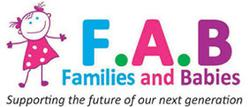 F.A.B
Families and Babies
Supporting the future of our next generation